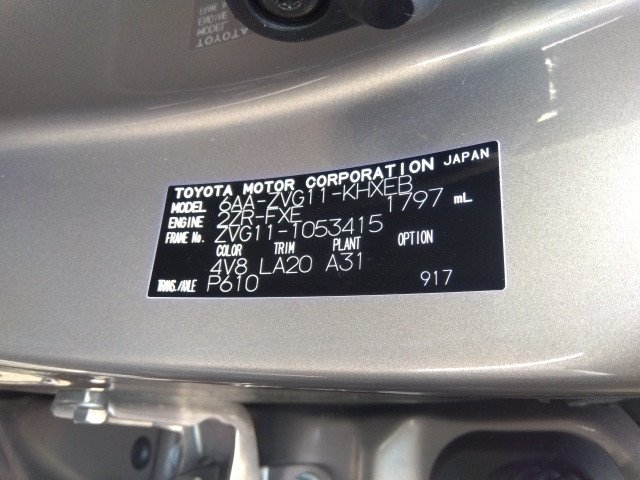 TOYOTA MOTOR CORPORATION JAPAN
MODEL 6AA-ZVG11-KHXEB
ENGINE 2ZR-FXE 1797 mL
FRAME No. ZVG11-1053415
COLOR TRIM PLANT OPTION
4V8 LA20 A31
TRANS./AXLE P610 917